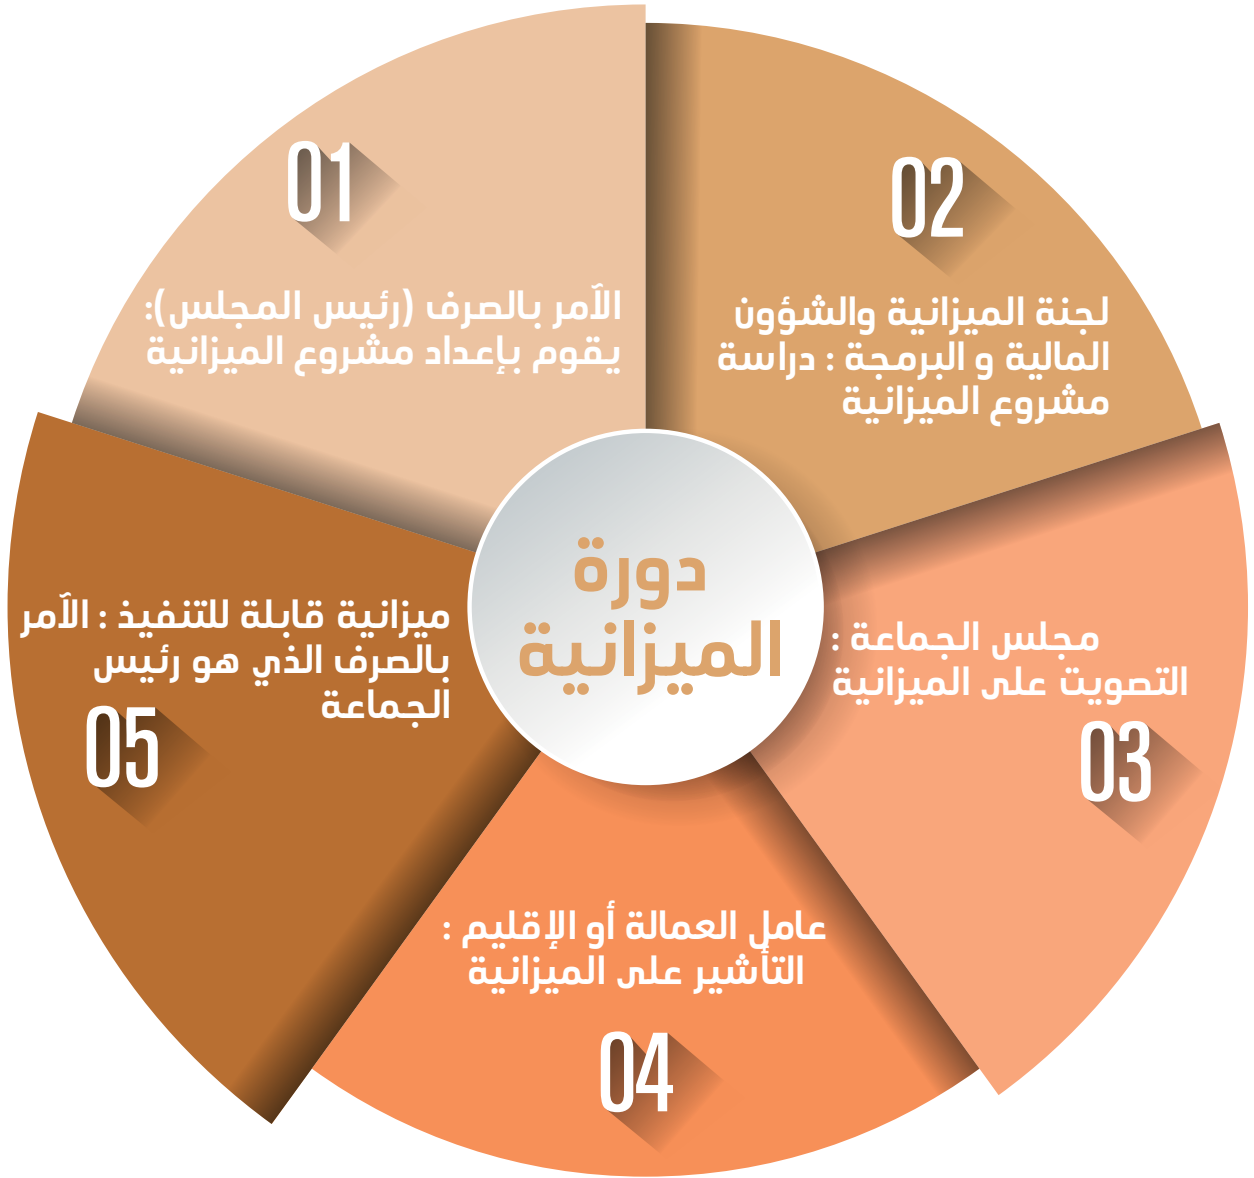 دورة
الميزانية
01
الآمر بالصرف (رئيس المجلس):
يقوم بإعداد مشروع الميزانية
02
لجنة الميزانية والشؤون
المالية و البرمجة : دراسة
مشروع الميزانية
مجلس الجماعة :
التصويت على الميزانية
03
عامل العمالة أو الإقليم :
التأشير على الميزانية
04
ميزانية قابلة للتنفيذ : الآمر
بالصرف الذي هو رئيس
الجماعة
05